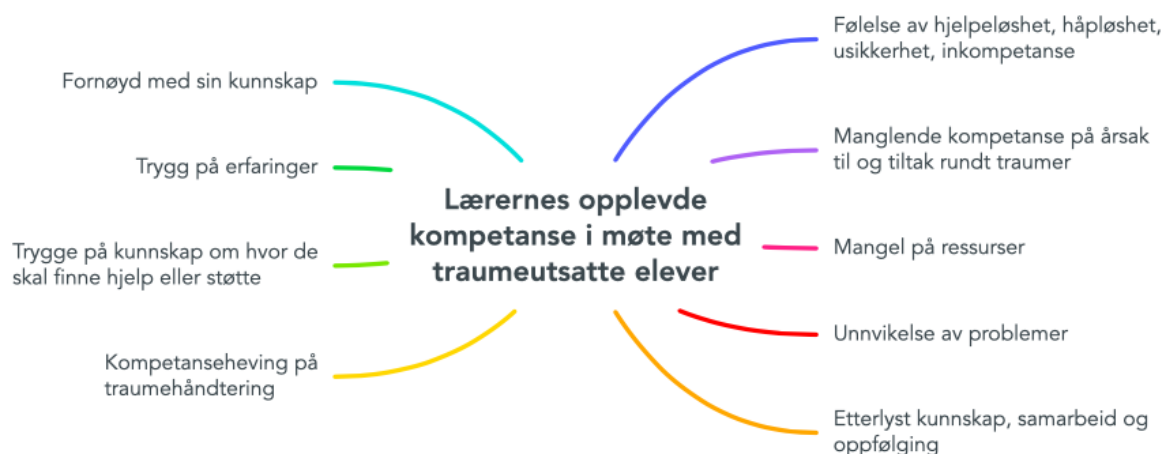 Lærernes opplevde
kompetanse i møte med
traumeutsatte elever
Fornøyd med sin kunnskap
Trygg på erfaringer
Trygge på kunnskap om hvor de
skal finne hjelp eller støtte
Kompetanseheving på
traumehåndtering
Følelse av hjelpeløshet, håpløshet,
usikkerhet, inkompetanse
Manglende kompetanse på årsak
til og tiltak rundt traumer
Mangel på ressurser
Unnvikelse av problemer
Etterlyst kunnskap, samarbeid og
oppfølging